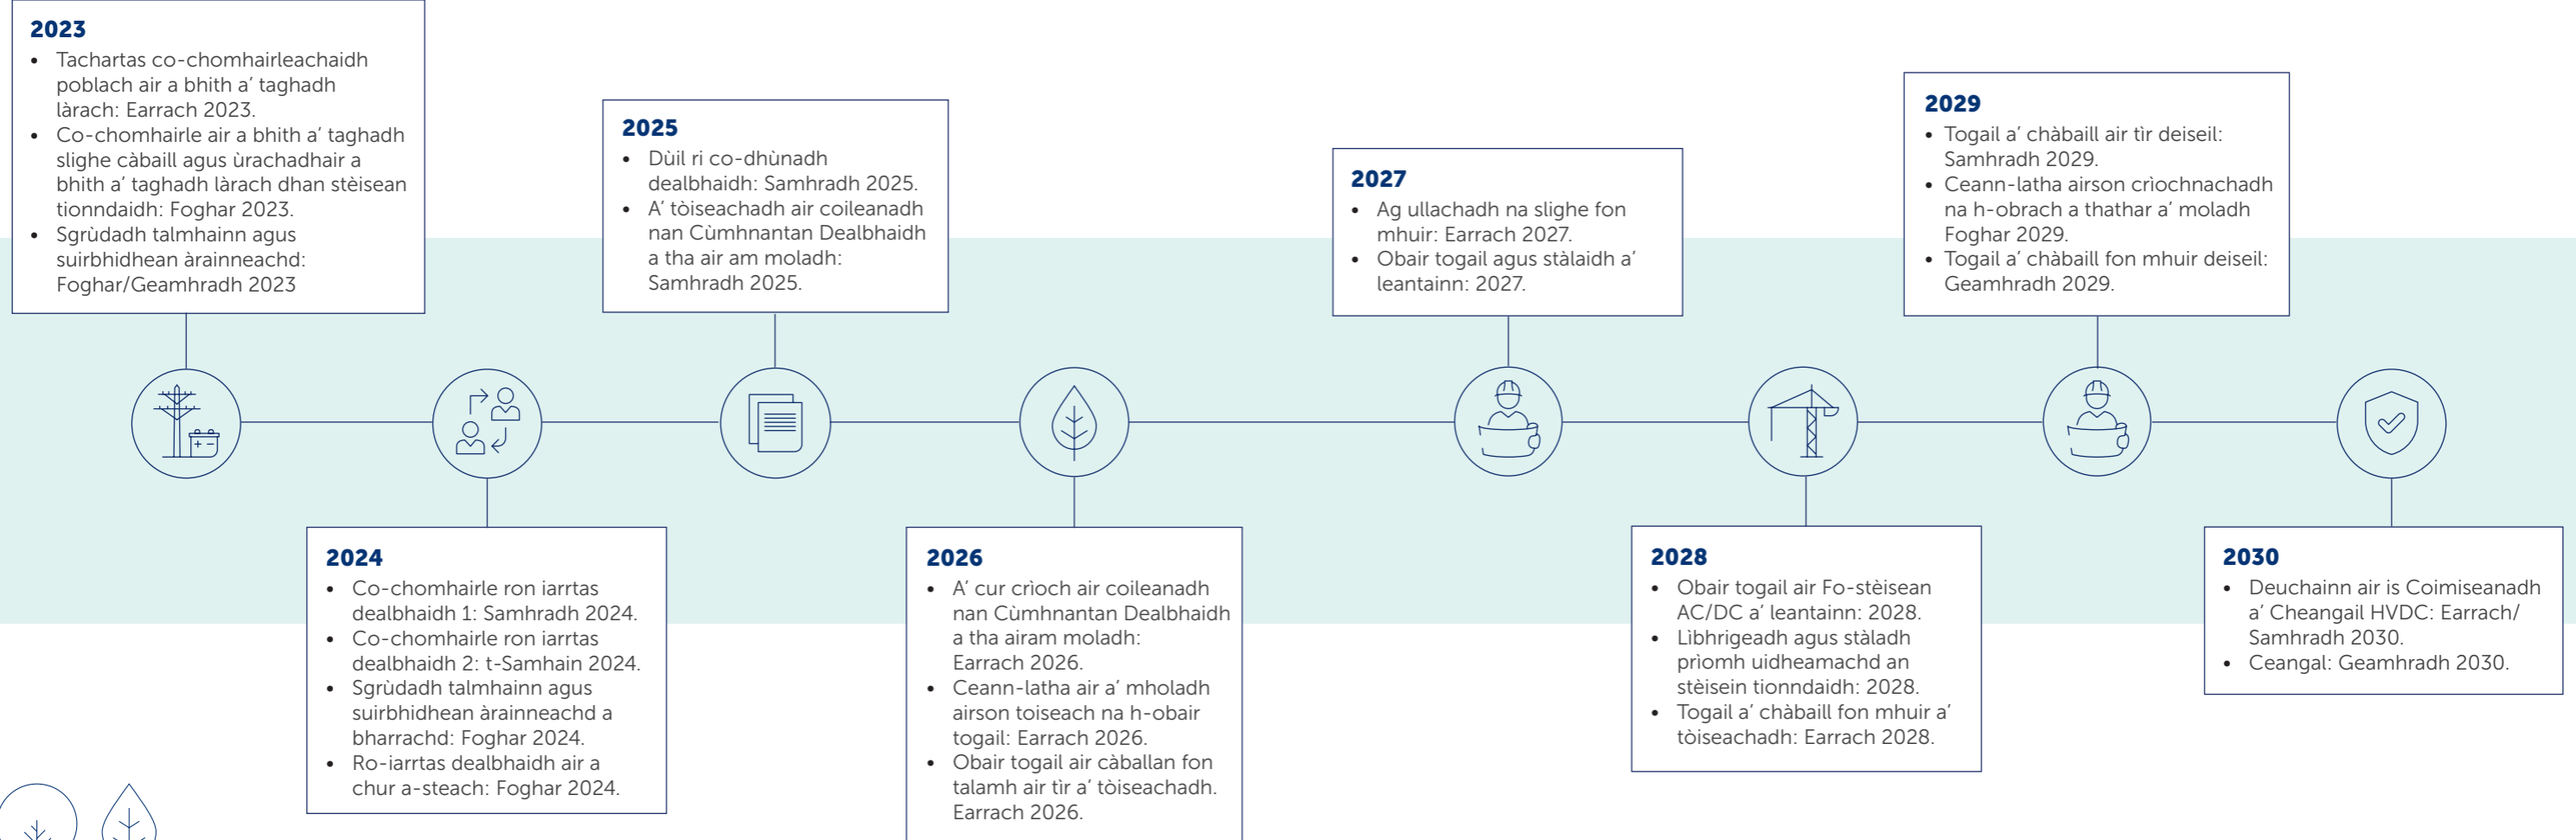 2023
• Tachartas co-chomhairleachaidh
poblach air a bhith a’ taghadh
làrach: Earrach 2023.
• Co-chomhairle air a bhith a’ taghadh
slighe càbaill agus ùrachadhair a
bhith a’ taghadh làrach dhan stèisean
tionndaidh: Foghar 2023.
• Sgrùdadh talmhainn agus
suirbhidhean àrainneachd:
Foghar/Geamhradh 2023
2024
• Co-chomhairle ron iarrtas
dealbhaidh 1: Samhradh 2024.
• Co-chomhairle ron iarrtas
dealbhaidh 2: t-Samhain 2024.
• Sgrùdadh talmhainn agus
suirbhidhean àrainneachd a
bharrachd: Foghar 2024.
• Ro-iarrtas dealbhaidh air a
chur a-steach: Foghar 2024.
2025
• Dùil ri co-dhùnadh
dealbhaidh: Samhradh 2025.
• A’ tòiseachadh air coileanadh
nan Cùmhnantan Dealbhaidh
a tha air am moladh:
Samhradh 2025.
2026
• A’ cur crìoch air coileanadh
nan Cùmhnantan Dealbhaidh
a tha airam moladh:
Earrach 2026.
• Ceann-latha air a’ mholadh
airson toiseach na h-obair
togail: Earrach 2026.
• Obair togail air càballan fon
talamh air tìr a’ tòiseachadh.
Earrach 2026.
2027
• Ag ullachadh na slighe fon
mhuir: Earrach 2027.
• Obair togail agus stàlaidh a’
leantainn: 2027.
2028
• Obair togail air Fo-stèisean
AC/DC a’ leantainn: 2028.
• Lìbhrigeadh agus stàladh
prìomh uidheamachd an
stèisein tionndaidh: 2028.
• Togail a’ chàbaill fon mhuir a’
tòiseachadh: Earrach 2028.
2029
• Togail a’ chàbaill air tìr deiseil:
Samhradh 2029.
• Ceann-latha airson crìochnachadh
na h-obrach a thathar a’ moladh
Foghar 2029.
• Togail a’ chàbaill fon mhuir deiseil:
Geamhradh 2029.
2030
• Deuchainn air is Coimiseanadh
a’ Cheangail HVDC: Earrach/
Samhradh 2030.
• Ceangal: Geamhradh 2030.